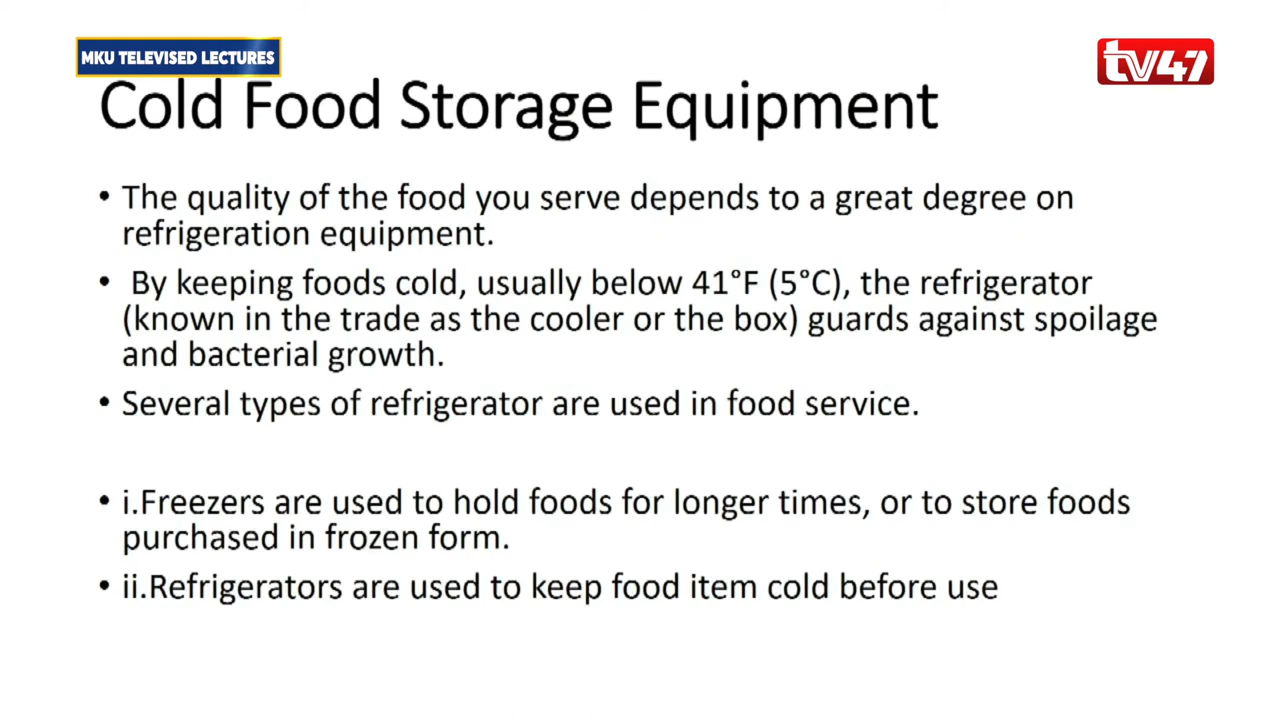 MKU TELEVISED LECTURES
tv47
Cold Food Storage Equipment
• The quality of the food you serve depends to a great degree on
refrigeration equipment.
• By keeping foods cold, usually below 41°F (5°C), the refrigerator
(known in the trade as the cooler or the box) guards against spoilage
and bacterial growth.
• Several types of refrigerator are used in food service.
• i.Freezers are used to hold foods for longer times, or to store foods
purchased in frozen form.
• ii.Refrigerators are used to keep food item cold before use